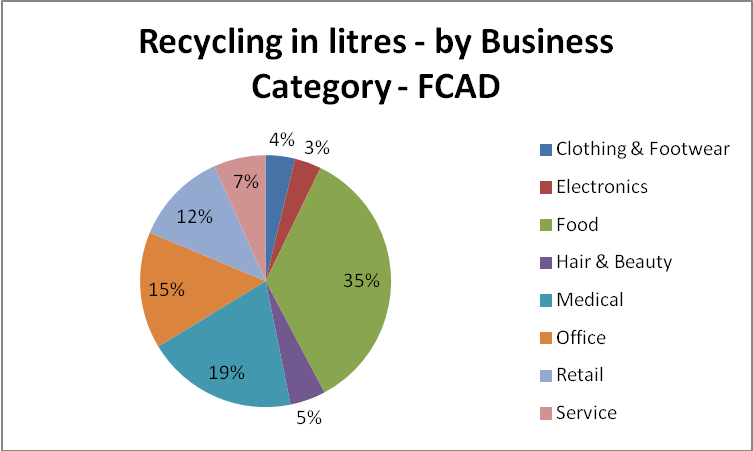 Recycling in litres - by Business
Category - FCAD
4%
3%
35%
5%
19%
15%
12%
7%
Clothing & Footwear
Electronics
Food
Hair & Beauty
Medical
Office
Retail
Service